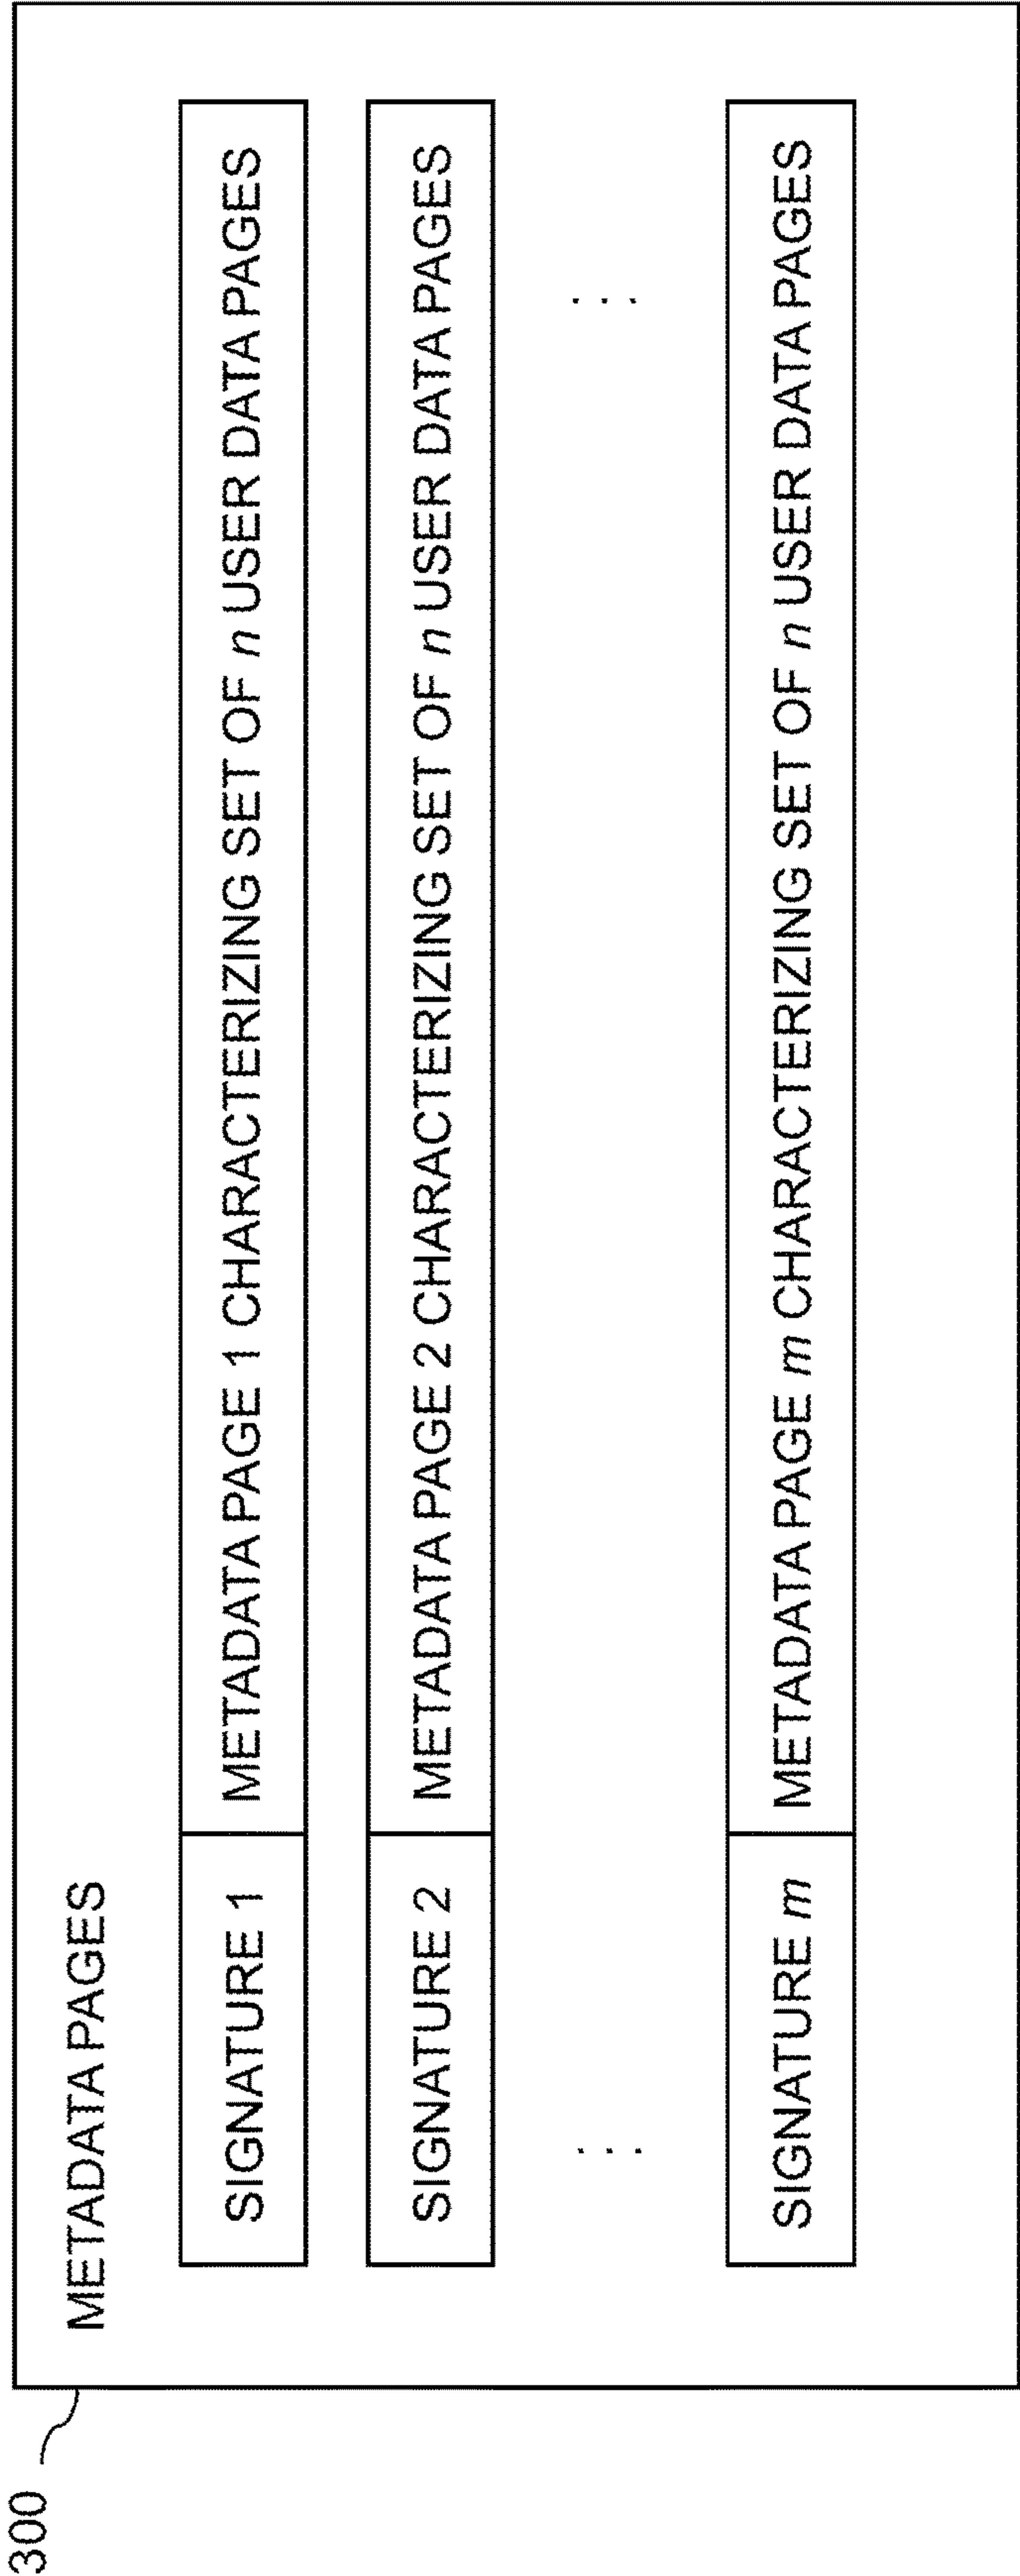 300
METADATA PAGES
SIGNATURE 1 METADATA PAGE 1 CHARACTERIZING SET OF n USER DATA PAGES
SIGNATURE 2 METADATA PAGE 2 CHARACTERIZING SET OF n USER DATA PAGES
. . . . . .
SIGNATURE m METADATA PAGE m CHARACTERIZING SET OF n USER DATA PAGES